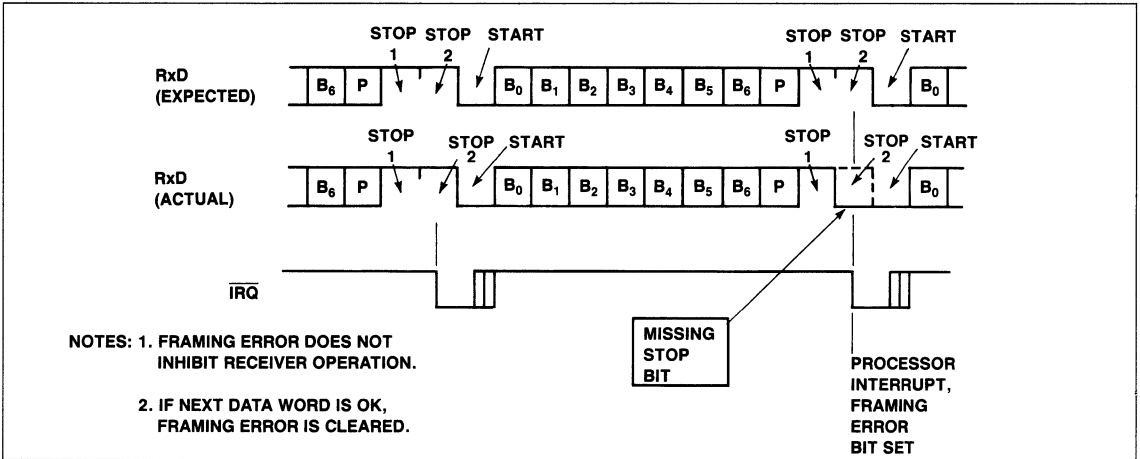 STOP 1 STOP 2 START STOP 1 STOP 2 START
RxD (EXPECTED)
B6 P B0 B1 B2 B3 B4 B5 B6 P B0
STOP 1 STOP 2 START STOP 1 STOP 2 START
RxD (ACTUAL)
B6 P B0 B1 B2 B3 B4 B5 B6 P B0
IRQ
MISSING
STOP
BIT
PROCESSOR
INTERRUPT,
FRAMING
ERROR
BIT SET
NOTES: 1. FRAMING ERROR DOES NOT
INHIBIT RECEIVER OPERATION.
2. IF NEXT DATA WORD IS OK,
FRAMING ERROR IS CLEARED.